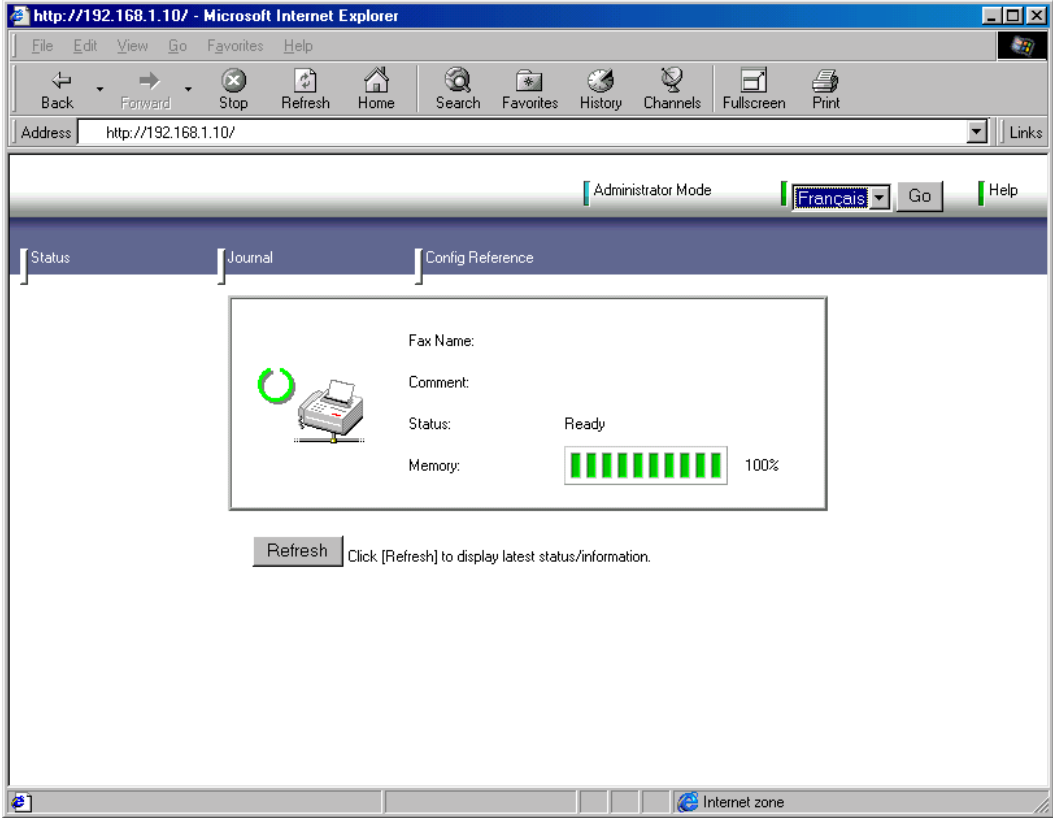 http://192.168.1.10/ - Microsoft Internet Explorer
File Edit View Go Favorites Help
Back Forward Stop Refresh Home Search Favorites History Channels Fullscreen Print
Address http://192.168.1.10/ Links
Administrator Mode Français Go Help
Status Journal Config Reference
Fax Name:
Comment:
Status: Ready
Memory: 100%
Refresh Click [Refresh] to display latest status/information.
Internet zone